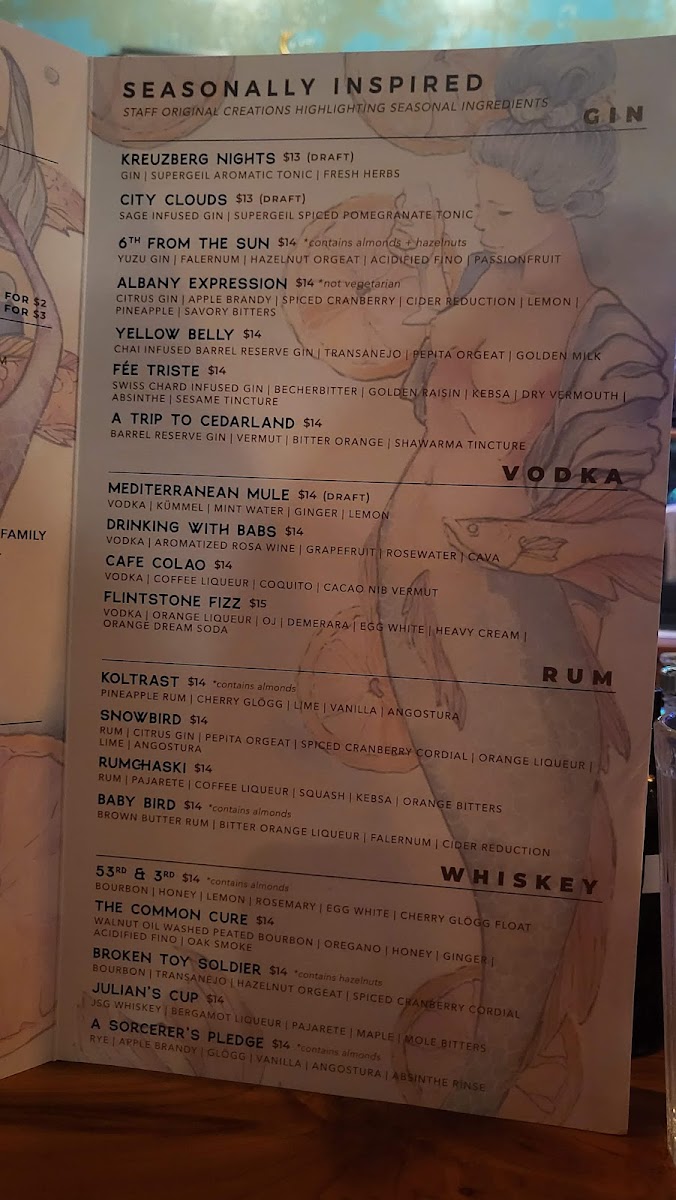 FOR $2
FOR $3
M
FAMILY
SEASONALLY INSPIRED
STAFF ORIGINAL CREATIONS HIGHLIGHTING SEASONAL INGREDIENTS
GIN
KREUZBERG NIGHTS $13 (DRAFT)
GIN | SUPERGEIL AROMATIC TONIC | FRESH HERBS
CITY CLOUDS $13 (DRAFT)
SAGE INFUSED GIN | SUPERGEIL SPICED POMEGRANATE TONIC
6TH FROM THE SUN $14 *contains almonds + hazelnuts
YUZU GIN | FALERNUM | HAZELNUT ORGEAT | ACIDIFIED FINO | PASSIONFRUIT
ALBANY EXPRESSION $14 *not vegetarian
CITRUS GIN | APPLE BRANDY | SPICED CRANBERRY | CIDER REDUCTION | LEMON |
PINEAPPLE | SAVORY BITTERS
YELLOW BELLY $14
CHAI INFUSED BARREL RESERVE GIN | TRANSANEJO | PEPITA ORGEAT | GOLDEN MILK
FÉE TRISTE $14
SWISS CHARD INFUSED GIN | BECHERBITTER | GOLDEN RAISIN | KEBSA | DRY VERMOUTH |
ABSINTHE | SESAME TINCTURE
A TRIP TO CEDARLAND $14
BARREL RESERVE GIN | VERMUT | BITTER ORANGE | SHAWARMA TINCTURE
VODKA
MEDITERRANEAN MULE $14 (DRAFT)
VODKA | KÜMMEL | MINT WATER | GINGER | LEMON
DRINKING WITH BABS $14
VODKA | AROMATIZED ROSA WINE | GRAPEFRUIT | ROSEWATER | CAVA
CAFE COLAO $14
VODKA | COFFEE LIQUEUR | COQUITO | CACAO NIB VERMUT
FLINTSTONE FIZZ $15
VODKA | ORANGE LIQUEUR | OJ | DEMERARA | EGG WHITE | HEAVY CREAM |
ORANGE DREAM SODA
RUM
KOLTRAST $14 *contains almonds
PINEAPPLE RUM | CHERRY GLÖGG | LIME | VANILLA | ANGOSTURA
SNOWBIRD $14
RUM | CITRUS GIN | PEPITA ORGEAT | SPICED CRANBERRY CORDIAL | ORANGE LIQUEUR |
LIME | ANGOSTURA
RUMCHASKI $14
RUM | PAJARETE | COFFEE LIQUEUR | SQUASH | KEBSA | ORANGE BITTERS
BABY BIRD $14 *contains almonds
BROWN BUTTER RUM | BITTER ORANGE LIQUEUR | FALERNUM | CIDER REDUCTION
WHISKEY
53RD & 3RD $14 *contains almonds
BOURBON | HONEY | LEMON | ROSEMARY | EGG WHITE | CHERRY GLÖGG FLOAT
THE COMMON CURE $14
WALNUT OIL WASHED PEATED BOURBON | OREGANO | HONEY | GINGER |
ACIDIFIED FINO | OAK SMOKE
BROKEN TOY SOLDIER $14 *contains hazelnuts
BOURBON | TRANSANEJO | HAZELNUT ORGEAT | SPICED CRANBERRY CORDIAL
JULIAN'S CUP $14
JSG WHISKEY | BERGAMOT LIQUEUR | PAJARETE | MAPLE | MOLE BITTERS
A SORCERER'S PLEDGE $14 *contains almonds
RYE | APPLE BRANDY | GLÖGG | VANILLA | ANGOSTURA | ABSINTHE RINSE